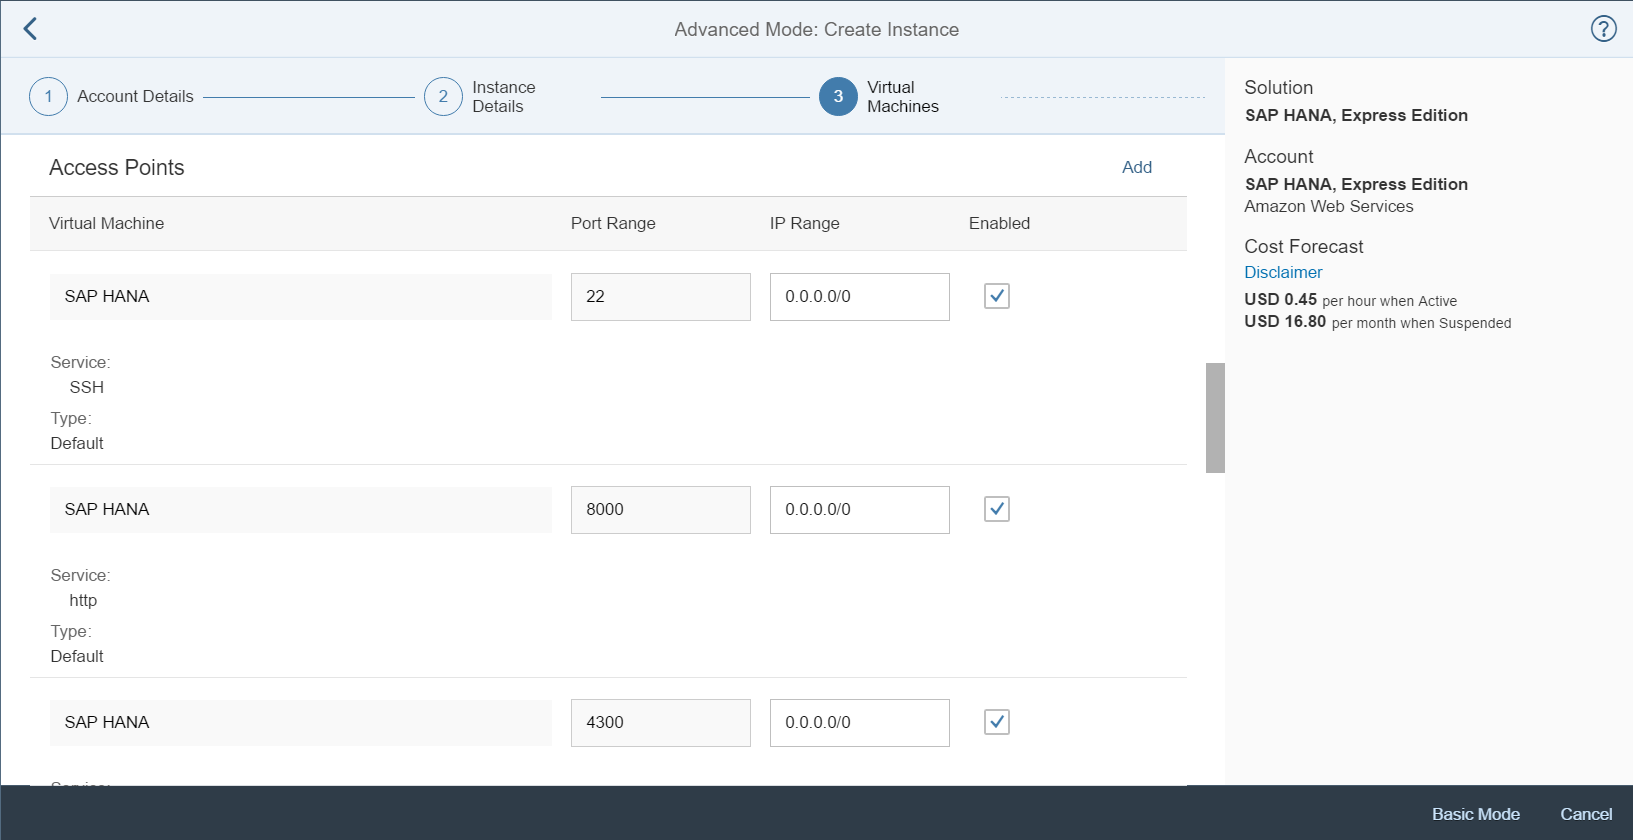 Advanced Mode: Create Instance
?
1 Account Details
2 Instance Details
3 Virtual Machines
Access Points
Add
Virtual Machine Port Range IP Range Enabled
SAP HANA 22 0.0.0.0/0
Service:
SSH
Type:
Default
SAP HANA 8000 0.0.0.0/0
Service:
http
Type:
Default
SAP HANA 4300 0.0.0.0/0
Service:
Solution
SAP HANA, Express Edition
Account
SAP HANA, Express Edition
Amazon Web Services
Cost Forecast
Disclaimer
USD 0.45 per hour when Active
USD 16.80 per month when Suspended
Basic Mode Cancel